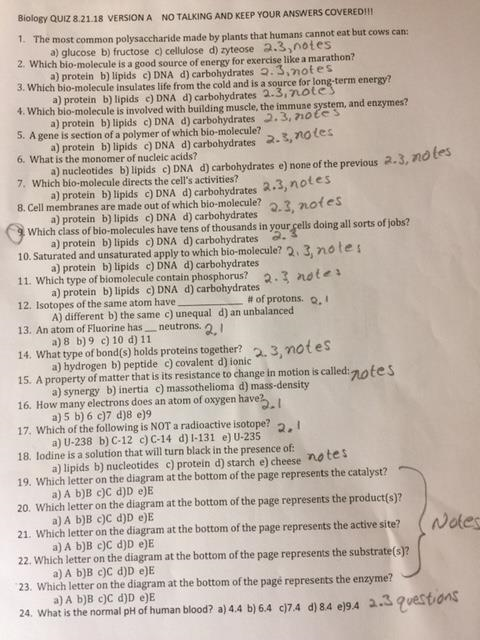 Biology QUIZ 8.21.18 VERSION A NO TALKING AND KEEP YOUR ANSWERS COVERED!!!
1. The most common polysaccharide made by plants that humans cannot eat but cows can:
a) glucose b) fructose c) cellulose d) zyteose 2.3, notes
2. Which bio-molecule is a good source of energy for exercise like a marathon?
a) protein b) lipids c) DNA d) carbohydrates 2.3, notes
3. Which bio-molecule insulates life from the cold and is a source for long-term energy?
a) protein b) lipids c) DNA d) carbohydrates 2.3, notes
4. Which bio-molecule is involved with building muscle, the immune system, and enzymes?
a) protein b) lipids c) DNA d) carbohydrates 2.3, notes
5. A gene is section of a polymer of which bio-molecule?
a) protein b) lipids c) DNA d) carbohydrates 2.3, notes
6. What is the monomer of nucleic acids?
a) nucleotides b) lipids c) DNA d) carbohydrates e) none of the previous 2.3, notes
7. Which bio-molecule directs the cell's activities?
a) protein b) lipids c) DNA d) carbohydrates 2.3, notes
8. Cell membranes are made out of which bio-molecule? 2.3, notes
a) protein b) lipids c) DNA d) carbohydrates
9. Which class of bio-molecules have tens of thousands in your cells doing all sorts of jobs?
a) protein b) lipids c) DNA d) carbohydrates 2.3
10. Saturated and unsaturated apply to which bio-molecule? 2.3, notes
a) protein b) lipids c) DNA d) carbohydrates
11. Which type of biomolecule contain phosphorus? 2.3 notes
a) protein b) lipids c) DNA d) carbohydrates
12. Isotopes of the same atom have ____________ # of protons. 2.1
A) different b) the same c) unequal d) an unbalanced
13. An atom of Fluorine has __ neutrons. 2.1
a) 8 b) 9 c) 10 d) 11
14. What type of bond(s) holds proteins together? 2.3, notes
a) hydrogen b) peptide c) covalent d) ionic
15. A property of matter that is its resistance to change in motion is called: notes
a) synergy b) inertia c) massothelioma d) mass-density
16. How many electrons does an atom of oxygen have? 2.1
a) 5 b) 6 c)7 d)8 e)9
17. Which of the following is NOT a radioactive isotope? 2.1
a) U-238 b) C-12 c) C-14 d) I-131 e) U-235
18. Iodine is a solution that will turn black in the presence of: notes
a) lipids b) nucleotides c) protein d) starch e) cheese
19. Which letter on the diagram at the bottom of the page represents the catalyst?
a) A b)B c)C d)D e)E
20. Which letter on the diagram at the bottom of the page represents the product(s)?
a) A b)B c)C d)D e)E
21. Which letter on the diagram at the bottom of the page represents the active site?
a) A b)B c)C d)D e)E
Notes
22. Which letter on the diagram at the bottom of the page represents the substrate(s)?
a) A b)B c)C d)D e)E
23. Which letter on the diagram at the bottom of the page represents the enzyme?
a) A b)B c)C d)D e)E
24. What is the normal pH of human blood? a) 4.4 b) 6.4 c)7.4 d) 8.4 e)9.4 2.3 questions